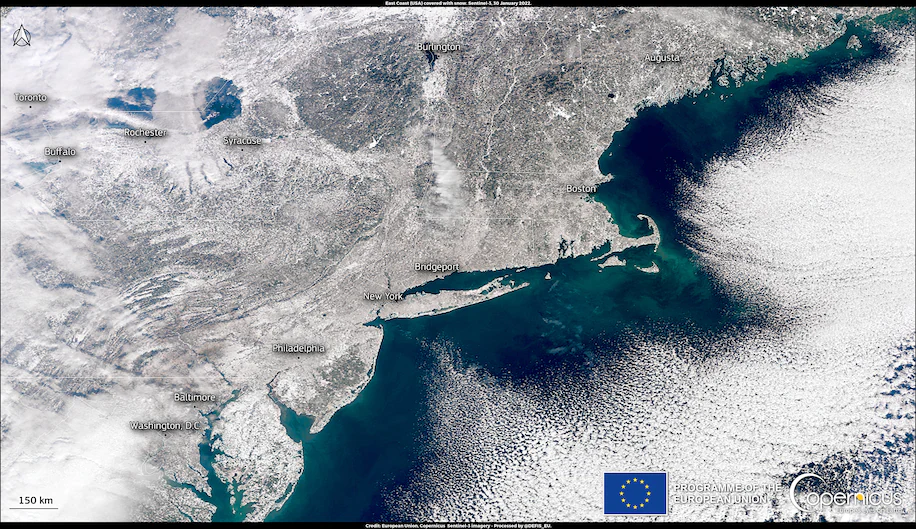 East Coast (USA) covered with snow. Sentinel-3, 30 January 2022.
Burlington
Augusta
Toronto
Rochester
Syracuse
Buffalo
Boston
Bridgeport
New York
Philadelphia
Baltimore
Washington, D.C
150 km
PROGRAMME OF THE
EUROPEAN UNION
Copernicus
Credit: European Union, Copernicus Sentinel-3 imagery - Processed by @DEFIS_EU.